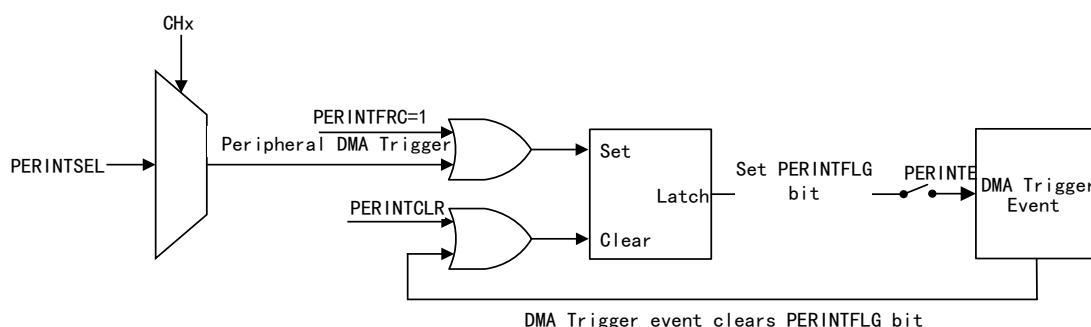 CHx
PERINTFRC=1
Peripheral DMA Trigger
PERINTSEL
Set
Latch
Set PERINTFLG
bit
PERINTE
DMA Trigger
Event
PERINTCLR
Clear
DMA Trigger event clears PERINTFLG bit